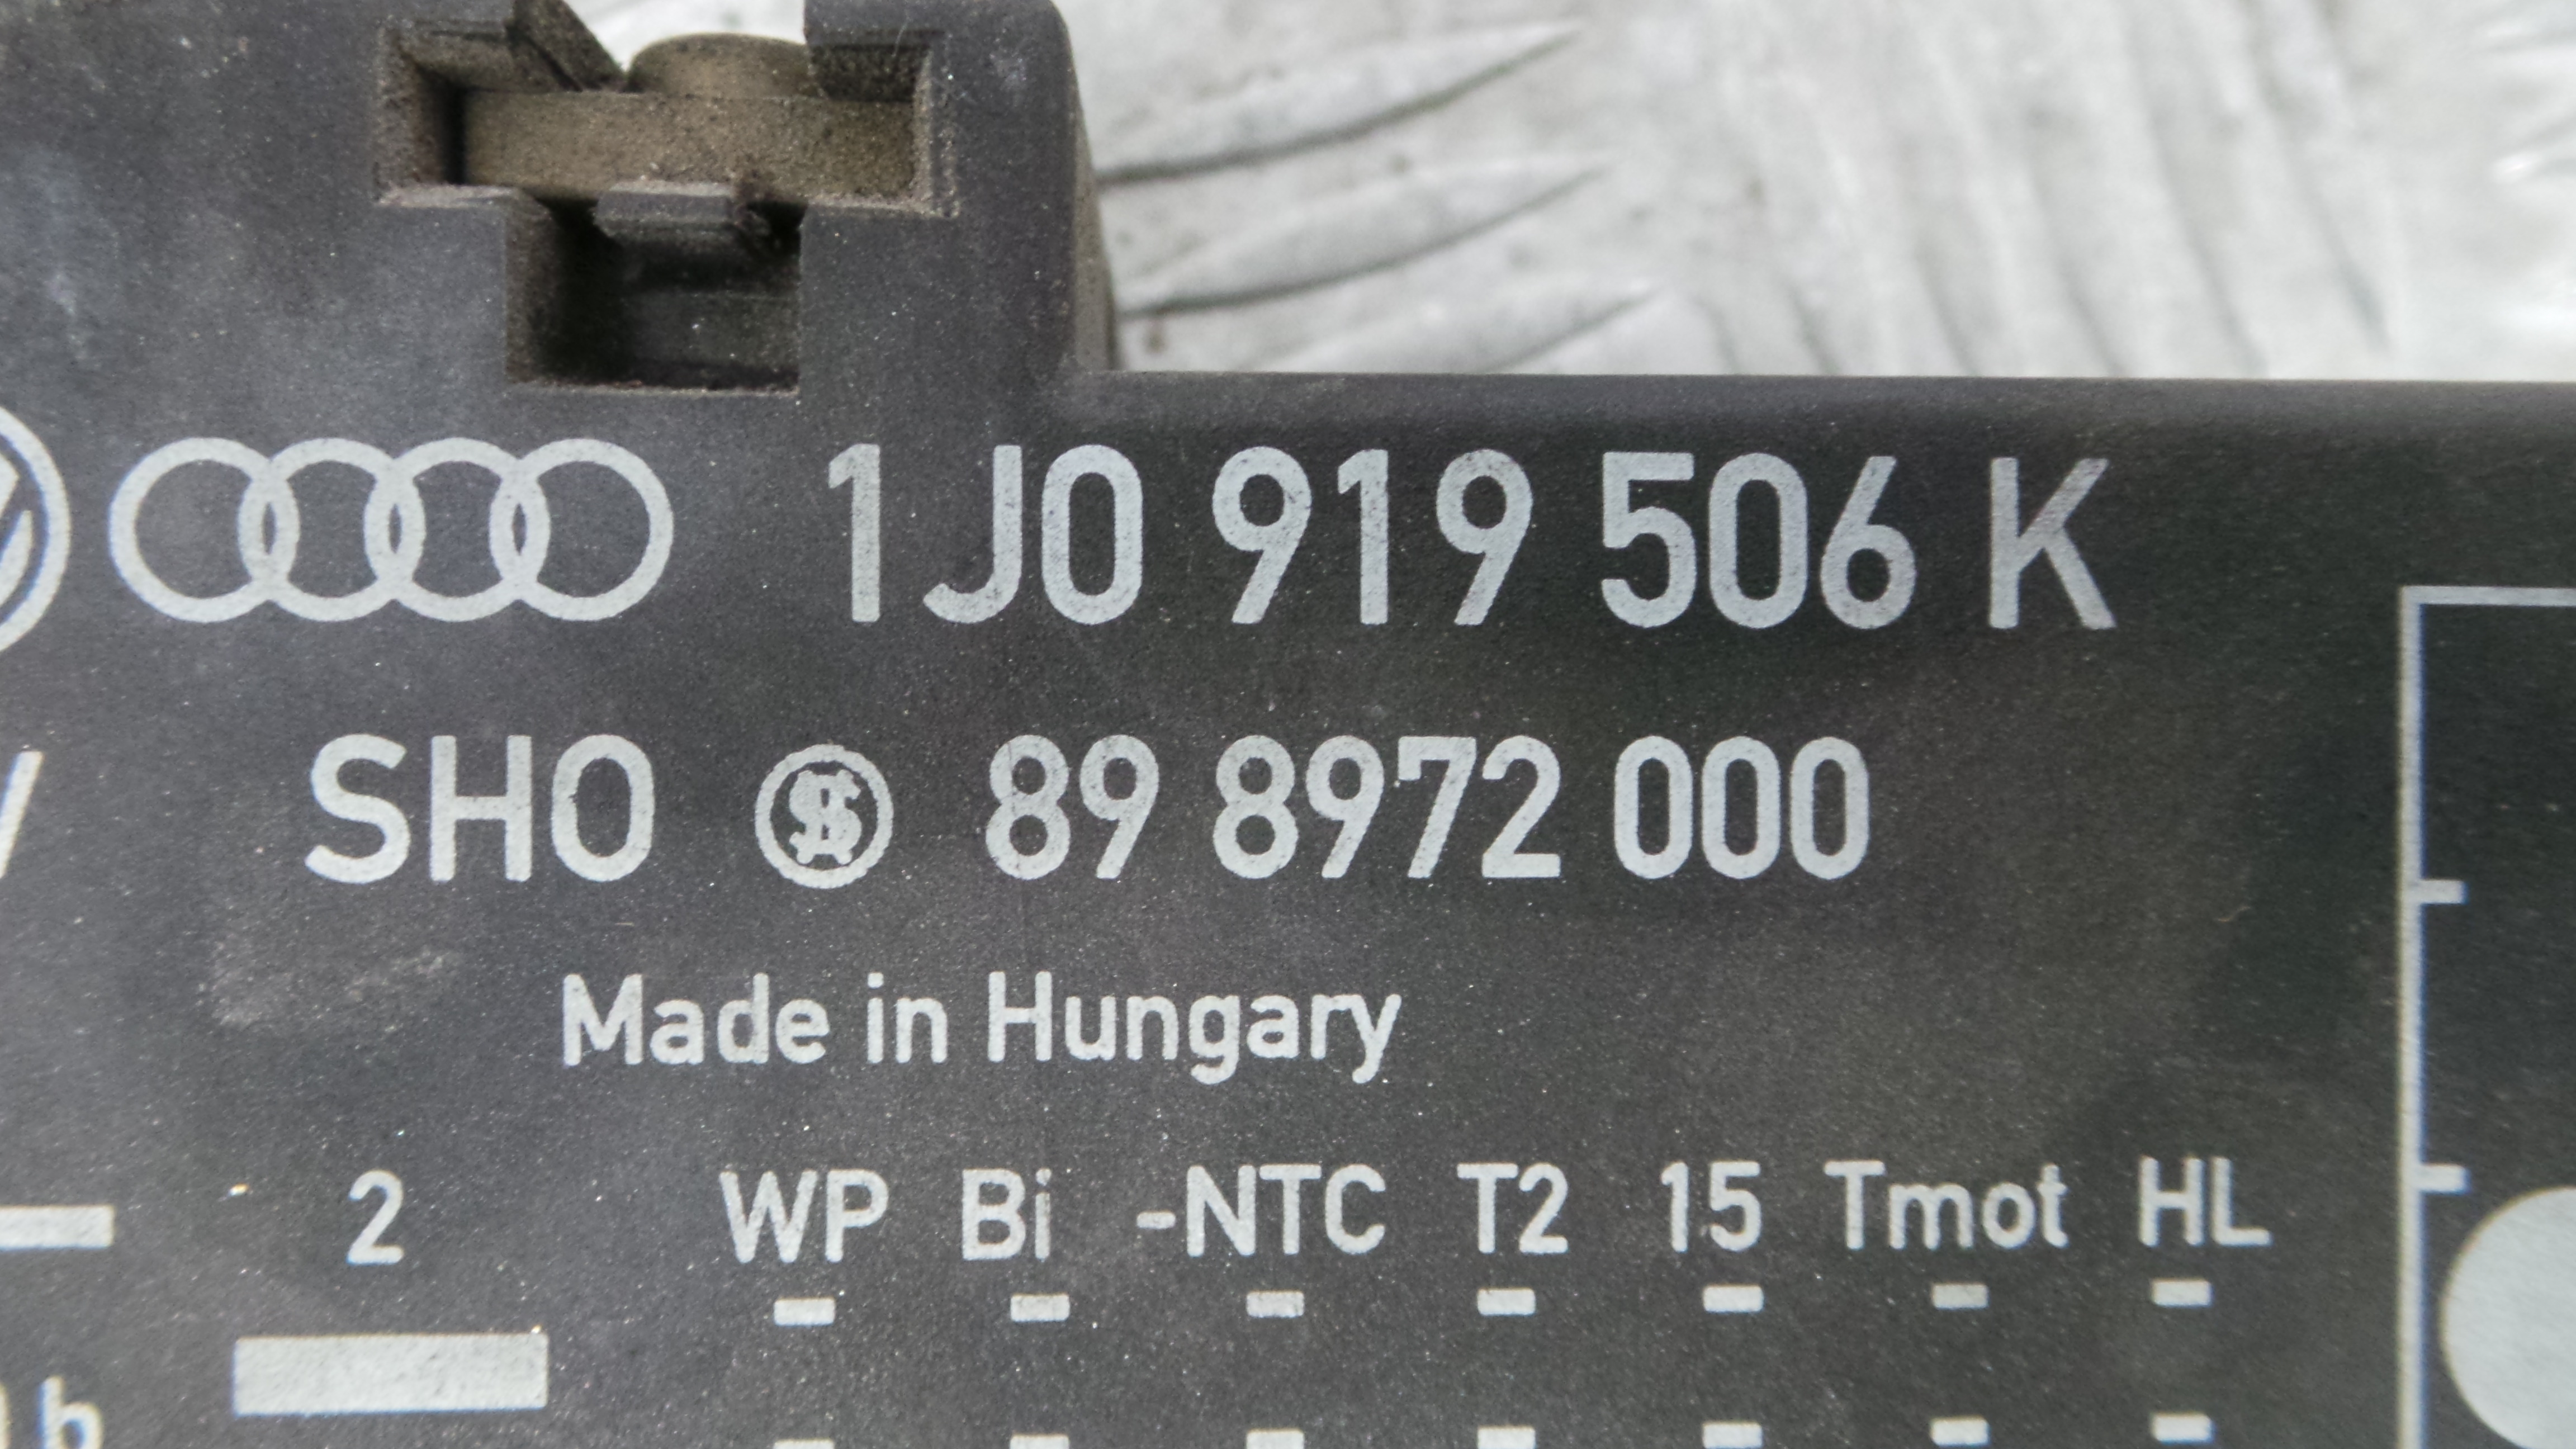 1J0 919 506 K
SHO 89 8972 000
Made in Hungary
2 WP Bi -NTC T2 15 Tmot HL
b